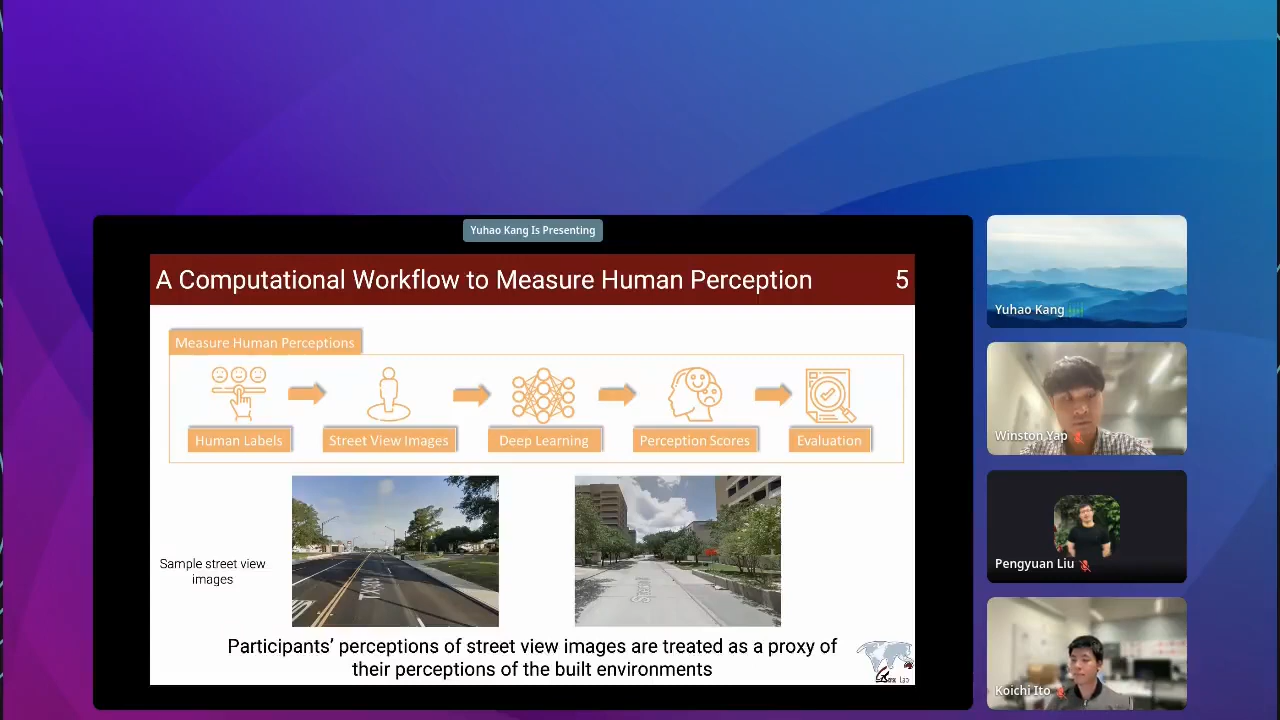 Yuhao Kang Is Presenting
A Computational Workflow to Measure Human Perception 5
Measure Human Perceptions
Human Labels
Street View Images
Deep Learning
Perception Scores
Evaluation
Sample street view
images
Participants’ perceptions of street view images are treated as a proxy of
their perceptions of the built environments
Lab
Yuhao Kang
Winston Yap
Pengyuan Liu
Koichi Ito